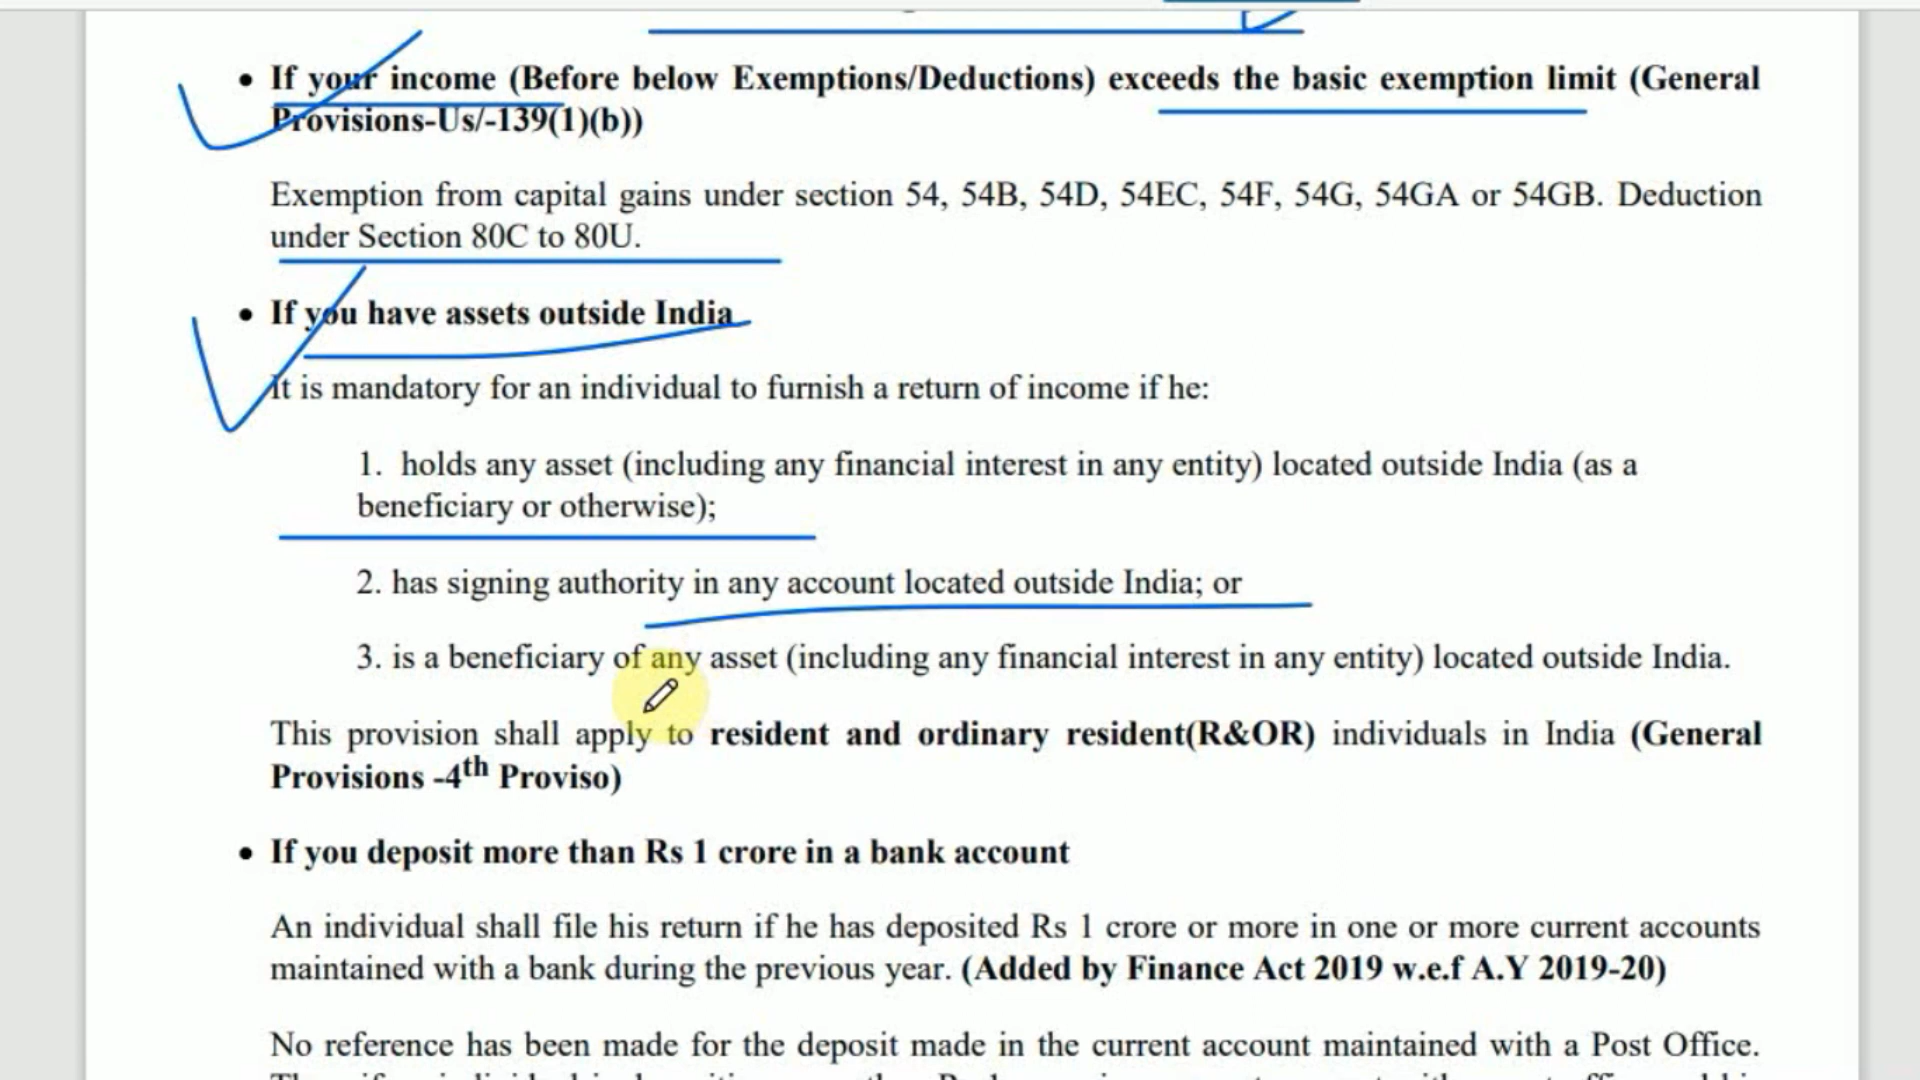 • If your income (Before below Exemptions/Deductions) exceeds the basic exemption limit (General
Provisions-Us/-139(1)(b))
Exemption from capital gains under section 54, 54B, 54D, 54EC, 54F, 54G, 54GA or 54GB. Deduction
under Section 80C to 80U.
• If you have assets outside India
It is mandatory for an individual to furnish a return of income if he:
1. holds any asset (including any financial interest in any entity) located outside India (as a
beneficiary or otherwise);
2. has signing authority in any account located outside India; or
3. is a beneficiary of any asset (including any financial interest in any entity) located outside India.
This provision shall apply to resident and ordinary resident(R&OR) individuals in India (General
Provisions -4th Proviso)
• If you deposit more than Rs 1 crore in a bank account
An individual shall file his return if he has deposited Rs 1 crore or more in one or more current accounts
maintained with a bank during the previous year. (Added by Finance Act 2019 w.e.f A.Y 2019-20)
No reference has been made for the deposit made in the current account maintained with a Post Office.